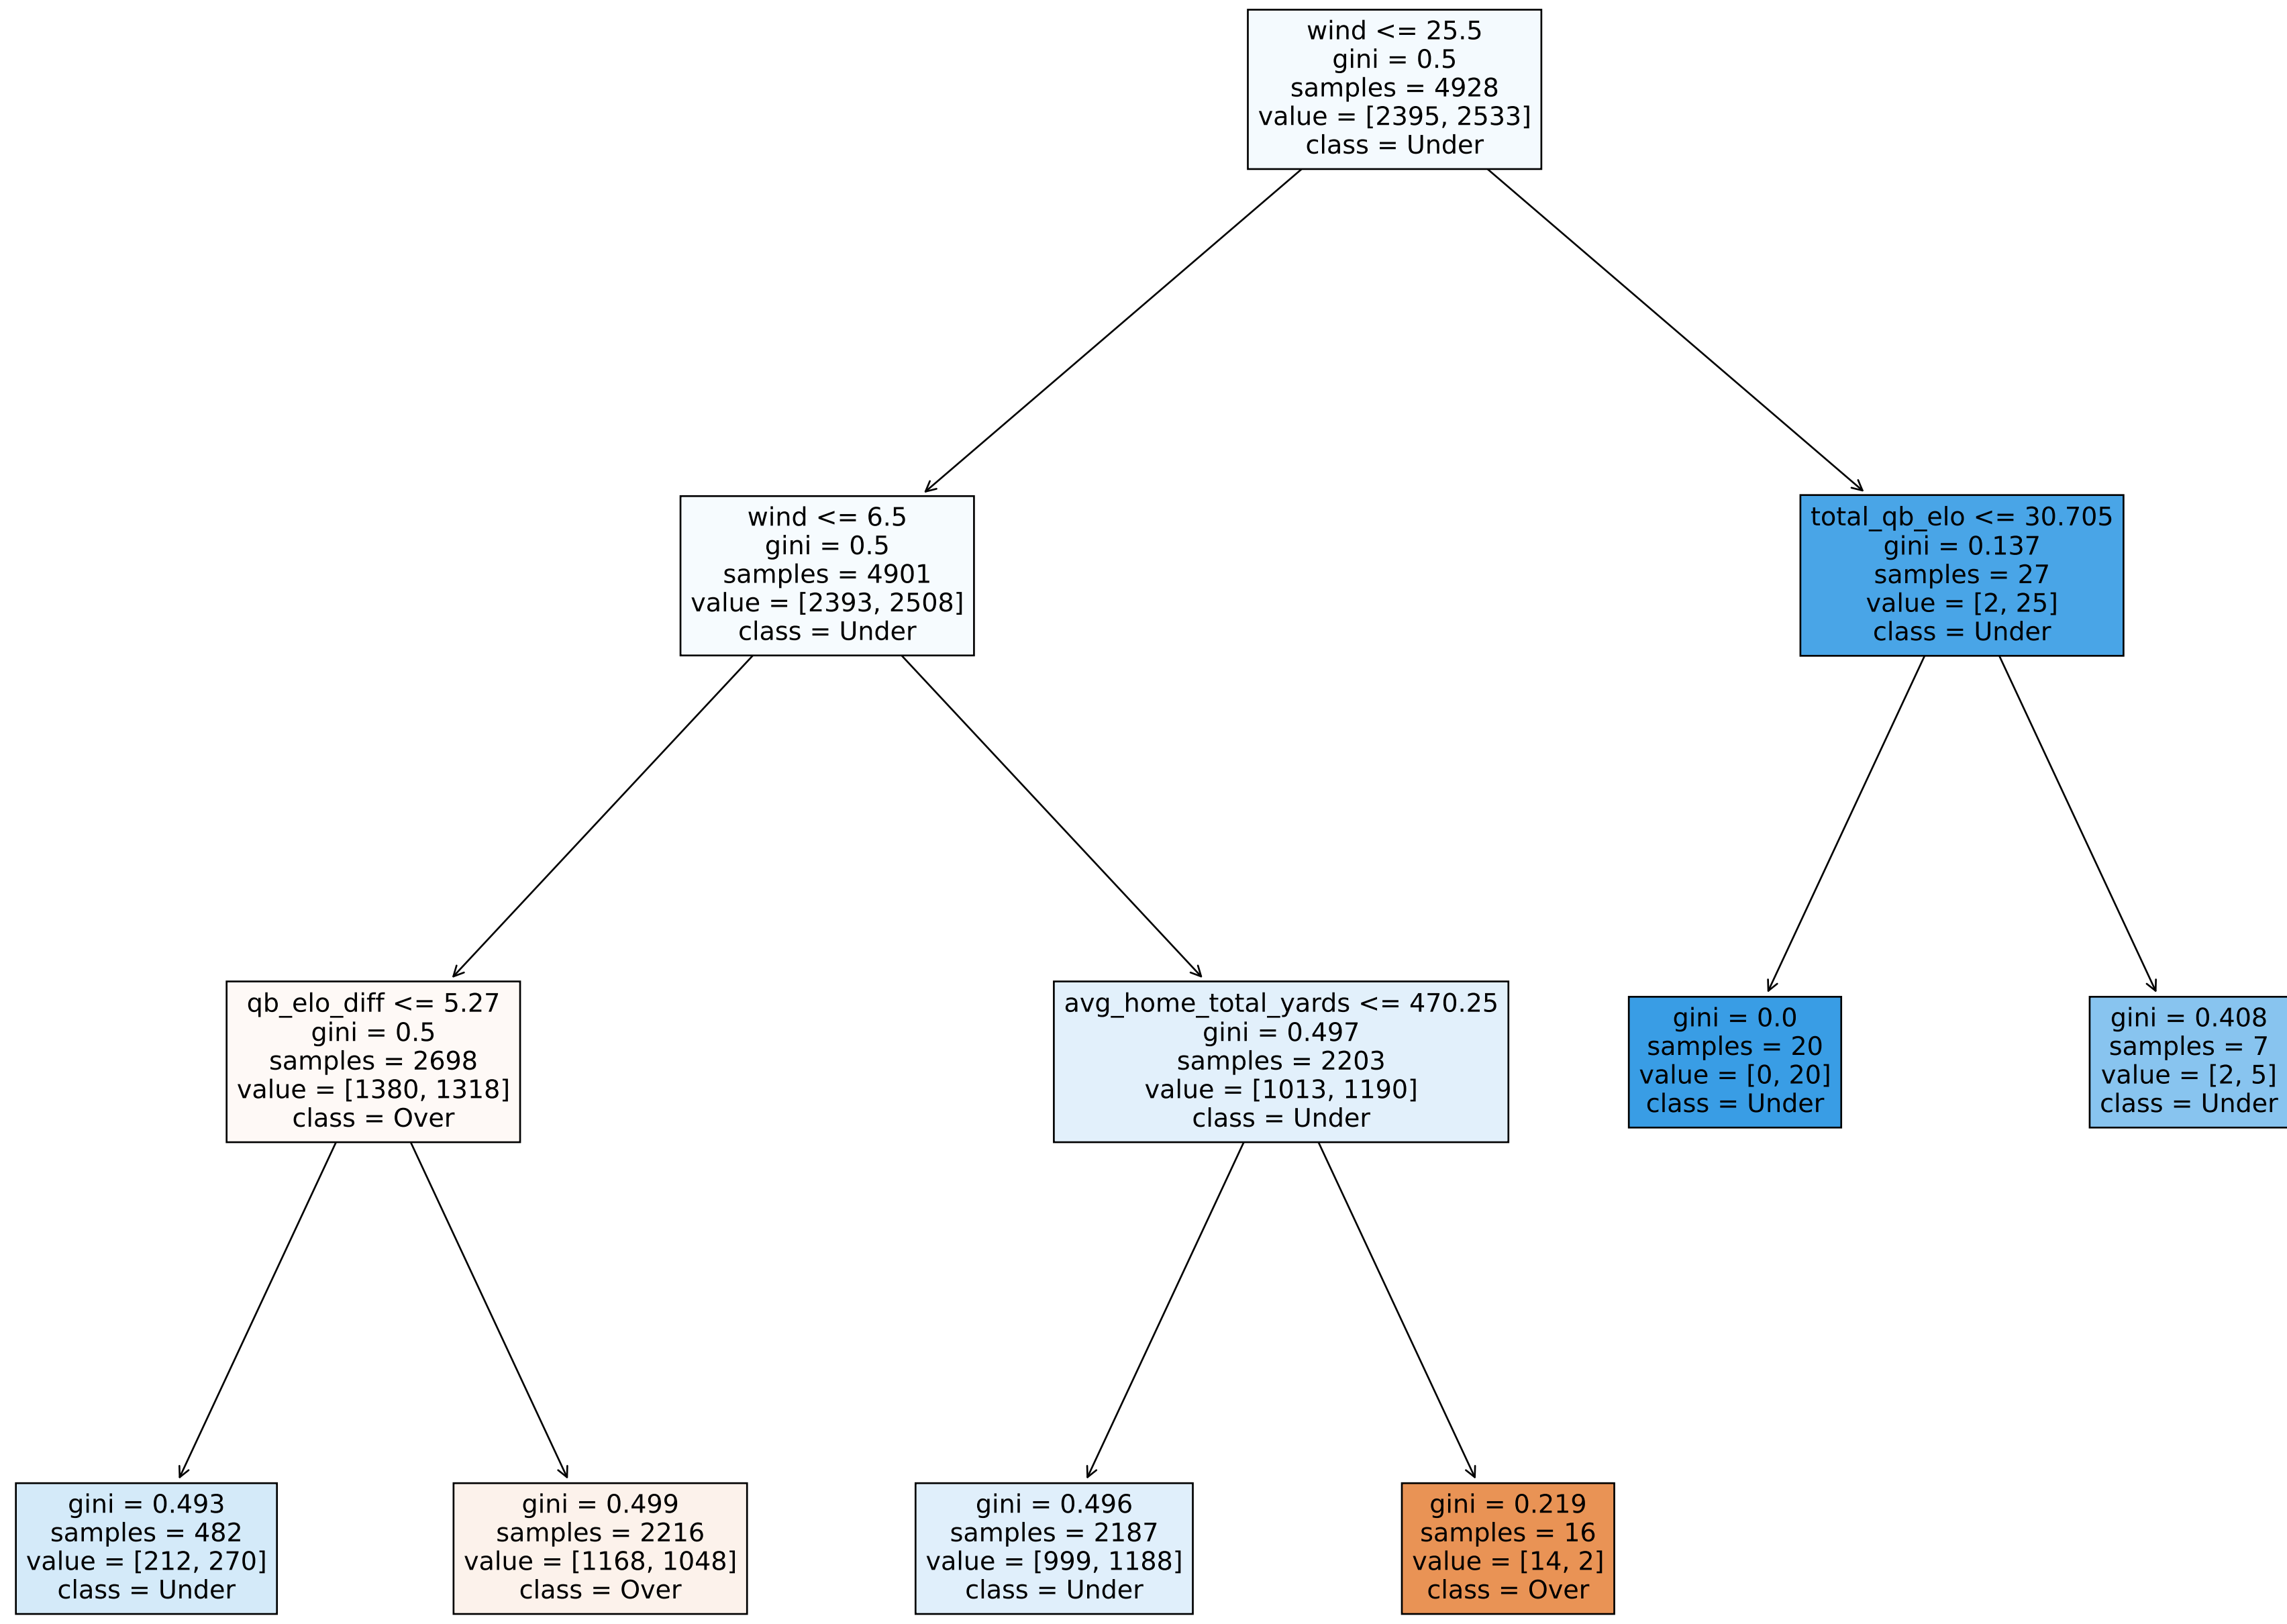 wind <= 25.5
gini = 0.5
samples = 4928
value = [2395, 2533]
class = Under
wind <= 6.5
gini = 0.5
samples = 4901
value = [2393, 2508]
class = Under
total_qb_elo <= 30.705
gini = 0.137
samples = 27
value = [2, 25]
class = Under
qb_elo_diff <= 5.27
gini = 0.5
samples = 2698
value = [1380, 1318]
class = Over
avg_home_total_yards <= 470.25
gini = 0.497
samples = 2203
value = [1013, 1190]
class = Under
gini = 0.0
samples = 20
value = [0, 20]
class = Under
gini = 0.408
samples = 7
value = [2, 5]
class = Under
gini = 0.493
samples = 482
value = [212, 270]
class = Under
gini = 0.499
samples = 2216
value = [1168, 1048]
class = Over
gini = 0.496
samples = 2187
value = [999, 1188]
class = Under
gini = 0.219
samples = 16
value = [14, 2]
class = Over